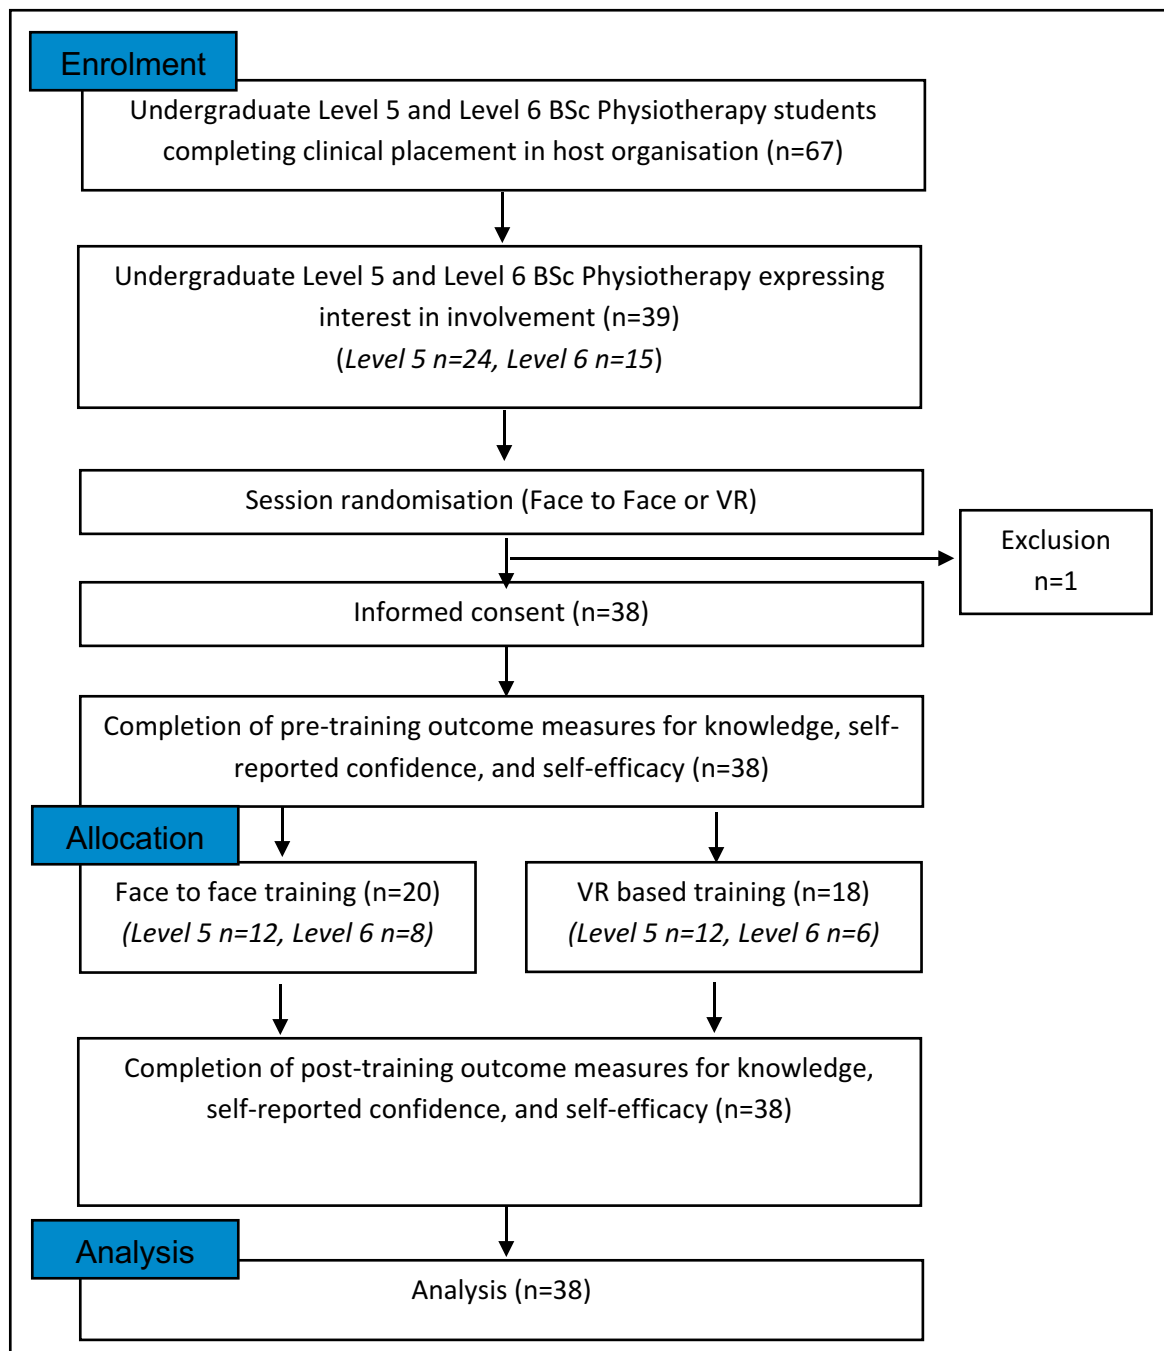 Enrolment
Undergraduate Level 5 and Level 6 BSc Physiotherapy students
completing clinical placement in host organisation (n=67)
Undergraduate Level 5 and Level 6 BSc Physiotherapy expressing
interest in involvement (n=39)
(Level 5 n=24, Level 6 n=15)
Session randomisation (Face to Face or VR)
Exclusion
n=1
Informed consent (n=38)
Completion of pre-training outcome measures for knowledge, self-
reported confidence, and self-efficacy (n=38)
Allocation
Face to face training (n=20)
(Level 5 n=12, Level 6 n=8)
VR based training (n=18)
(Level 5 n=12, Level 6 n=6)
Completion of post-training outcome measures for knowledge,
self-reported confidence, and self-efficacy (n=38)
Analysis
Analysis (n=38)